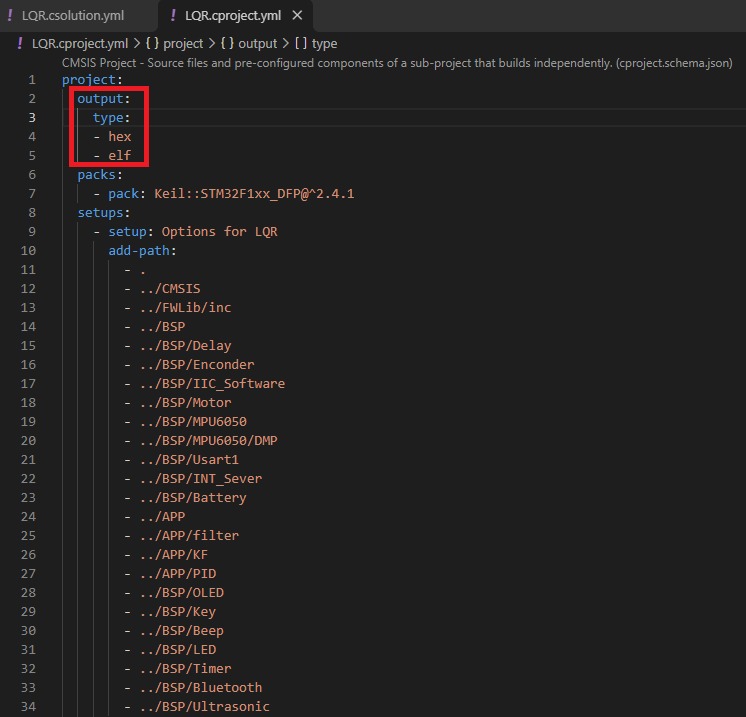 ! LQR.csolution.yml ! LQR.cproject.yml ×
! LQR.cproject.yml > {} project > {} output > [ ] type
CMSIS Project - Source files and pre-configured components of a sub-project that builds independently. (cproject.schema.json)
1 project:
2 output:
3 type:
4 - hex
5 - elf
6 packs:
7 - pack: Keil::STM32F1xx_DFP@^2.4.1
8 setups:
9 - setup: Options for LQR
10 add-path:
11 - .
12 - ../CMSIS
13 - ../FWLib/inc
14 - ../BSP
15 - ../BSP/Delay
16 - ../BSP/Enconder
17 - ../BSP/IIC_Software
18 - ../BSP/Motor
19 - ../BSP/MPU6050
20 - ../BSP/MPU6050/DMP
21 - ../BSP/Usart1
22 - ../BSP/INT_Sever
23 - ../BSP/Battery
24 - ../APP
25 - ../APP/filter
26 - ../APP/KF
27 - ../APP/PID
28 - ../BSP/OLED
29 - ../BSP/Key
30 - ../BSP/Beep
31 - ../BSP/LED
32 - ../BSP/Timer
33 - ../BSP/Bluetooth
34 - ../BSP/Ultrasonic